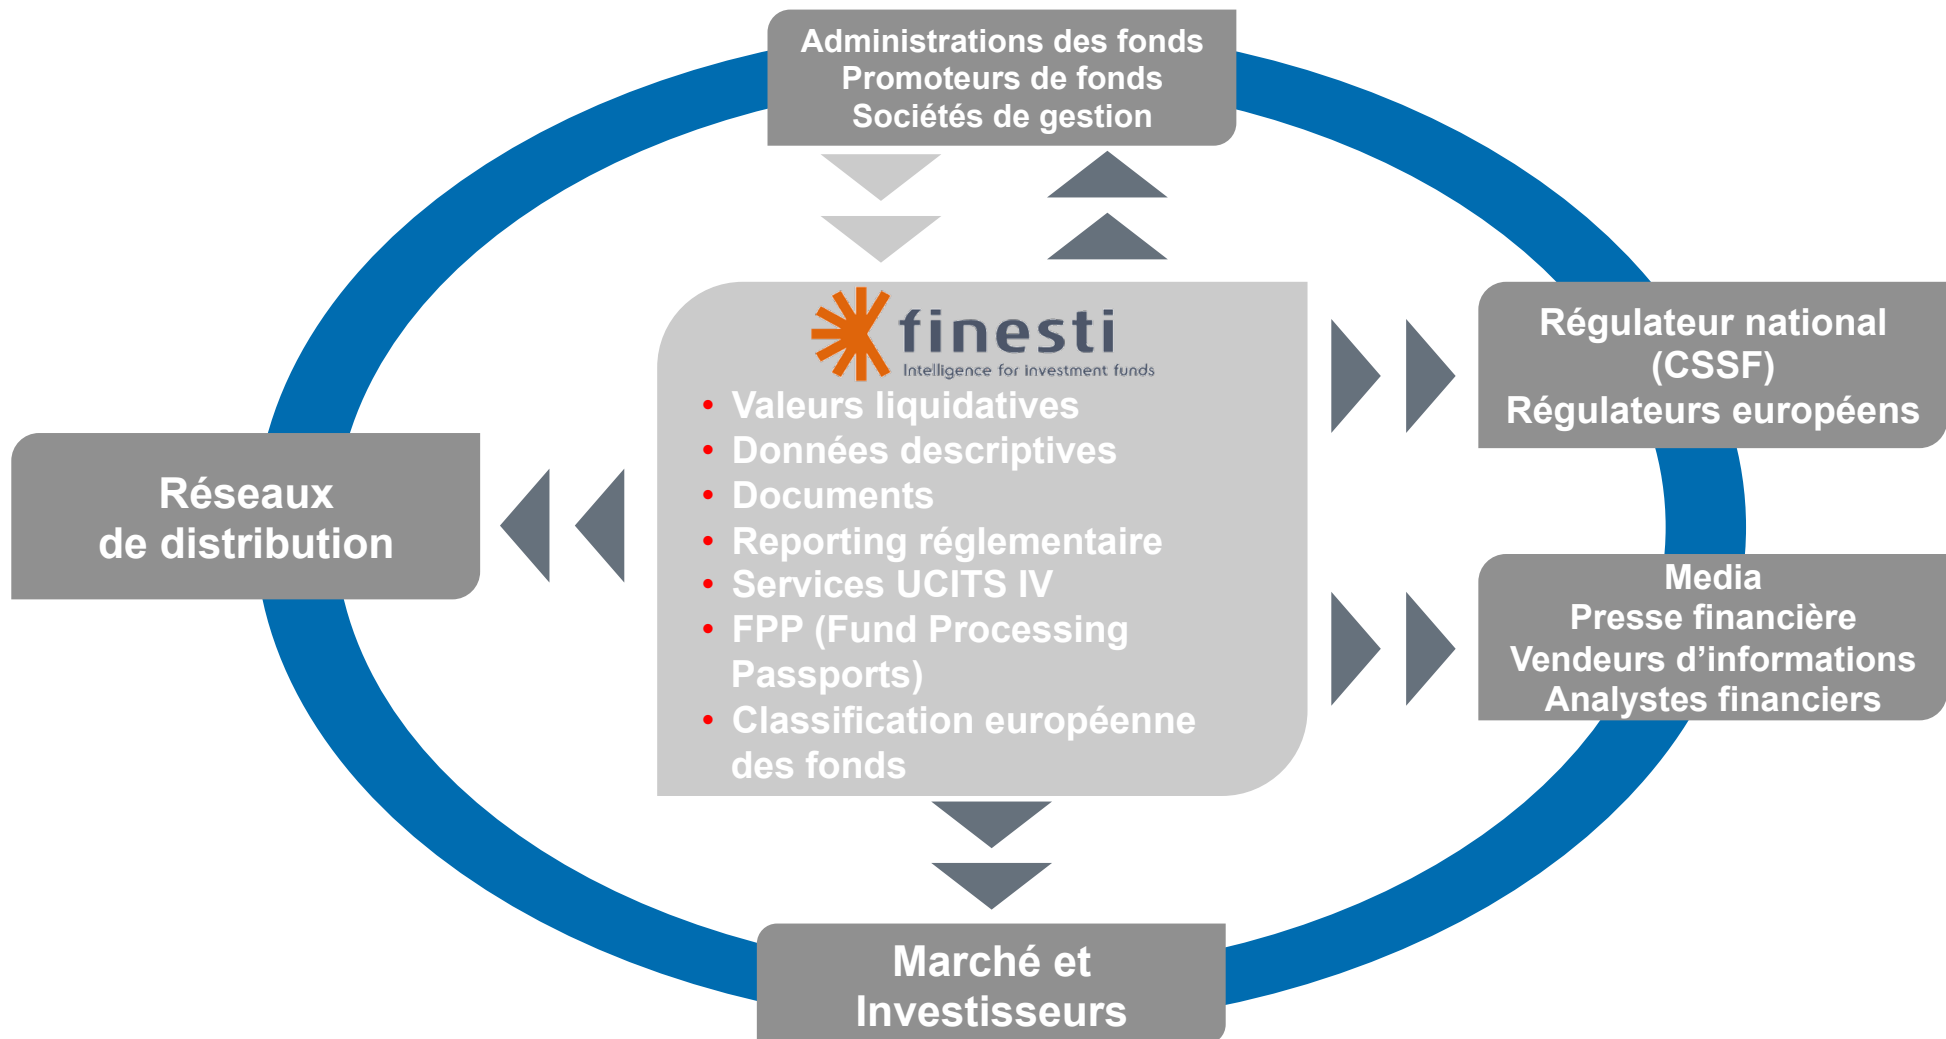 Administrations des fonds
Promoteurs de fonds
Sociétés de gestion
finesti
Intelligence for investment funds
• Valeurs liquidatives
• Données descriptives
• Documents
• Reporting réglementaire
• Services UCITS IV
• FPP (Fund Processing
Passports)
• Classification européenne
des fonds
Régulateur national
(CSSF)
Régulateurs européens
Réseaux
de distribution
Media
Presse financière
Vendeurs d’informations
Analystes financiers
Marché et
Investisseurs